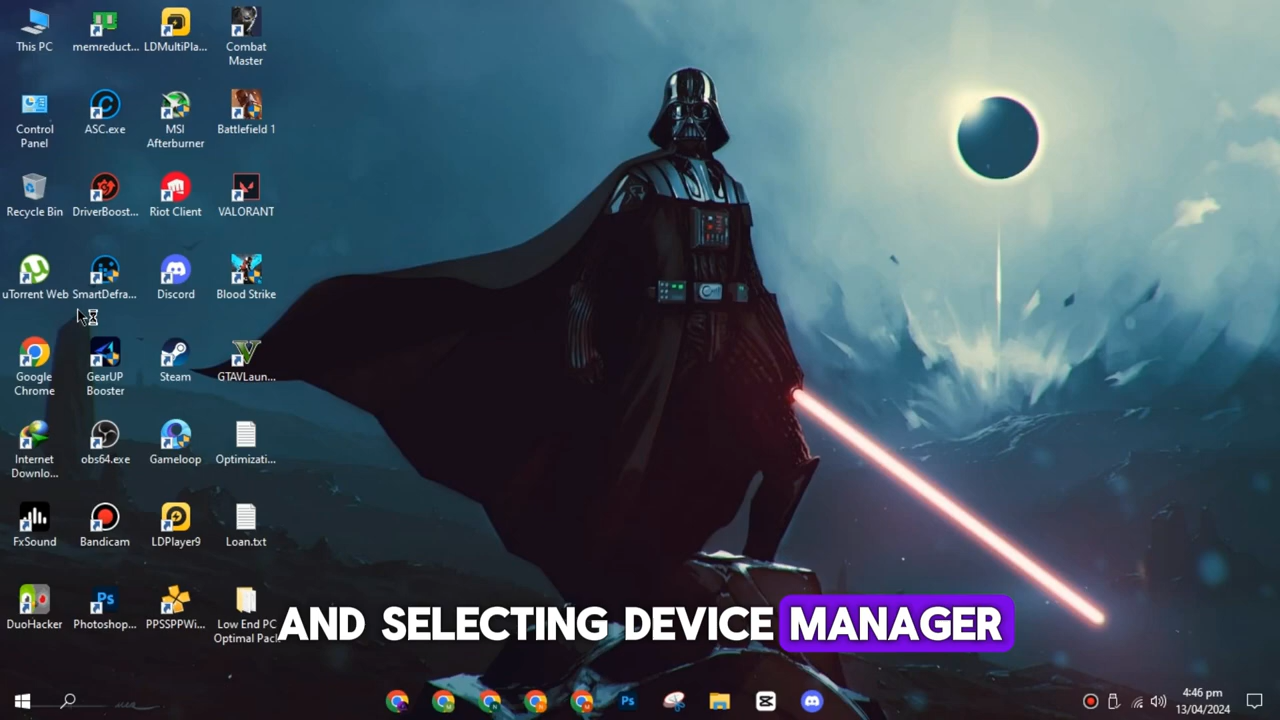 This PC
memreduct...
LDMultiPla...
Combat
Master
Control
Panel
ASC.exe
MSI
Afterburner
Battlefield 1
Recycle Bin
DriverBoost...
Riot Client
VALORANT
uTorrent Web
SmartDefra...
Discord
Blood Strike
Google
Chrome
GearUP
Booster
Steam
GTAVLaun...
Internet
Downlo...
obs64.exe
Gameloop
Optimizati...
FxSound
Bandicam
LDPlayer9
Loan.txt
DuoHacker
Photoshop...
PPSSPPWi...
Low End PC
Optimal Pack
AND SELECTING DEVICE MANAGER
4:46 pm
13/04/2024